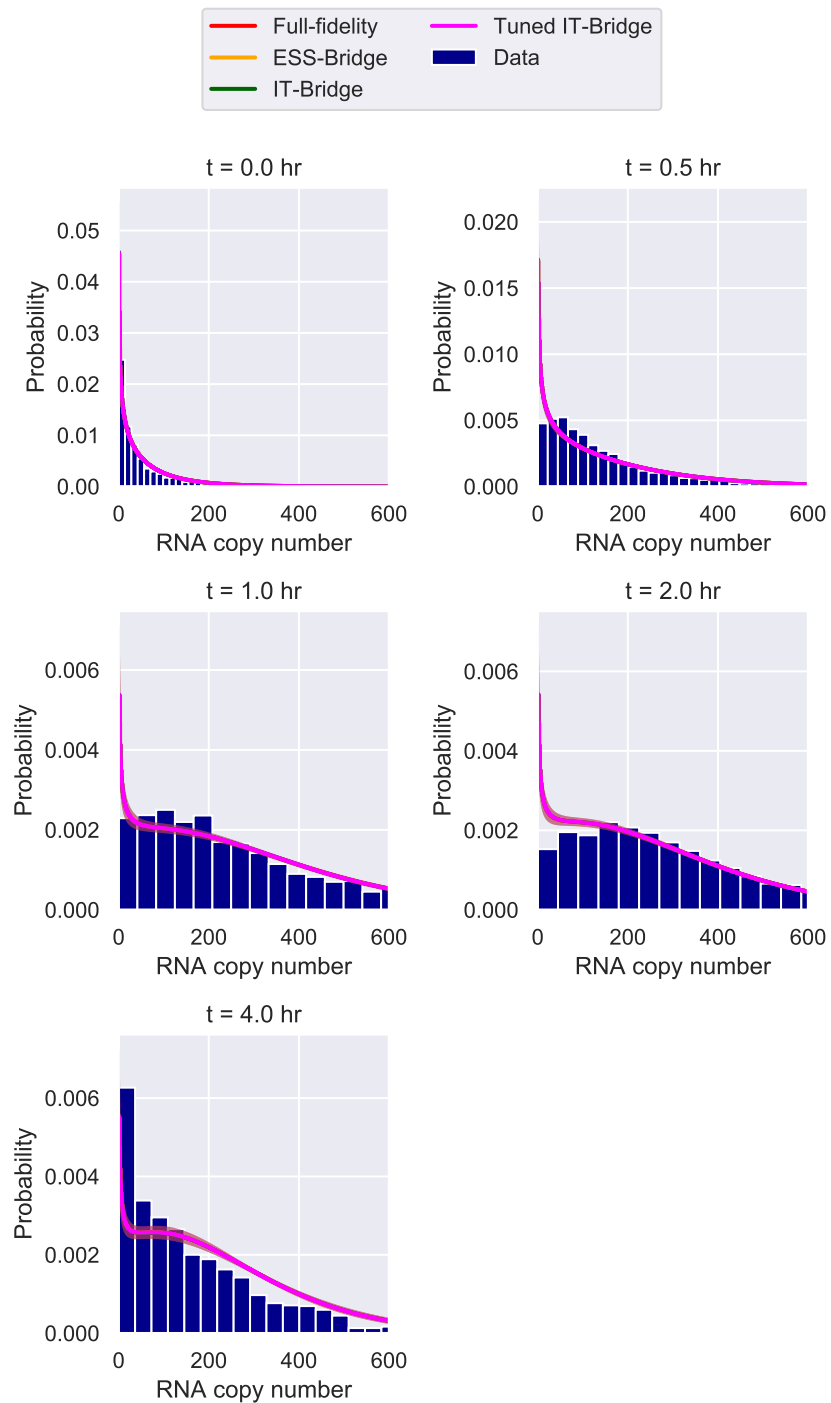 Full-fidelity
ESS-Bridge
IT-Bridge
Tuned IT-Bridge
Data
t = 0.0 hr
Probability
0.05
0.04
0.03
0.02
0.01
0.00
0 200 400 600
RNA copy number
t = 0.5 hr
Probability
0.020
0.015
0.010
0.005
0.000
0 200 400 600
RNA copy number
t = 1.0 hr
Probability
0.006
0.004
0.002
0.000
0 200 400 600
RNA copy number
t = 2.0 hr
Probability
0.006
0.004
0.002
0.000
0 200 400 600
RNA copy number
t = 4.0 hr
Probability
0.006
0.004
0.002
0.000
0 200 400 600
RNA copy number